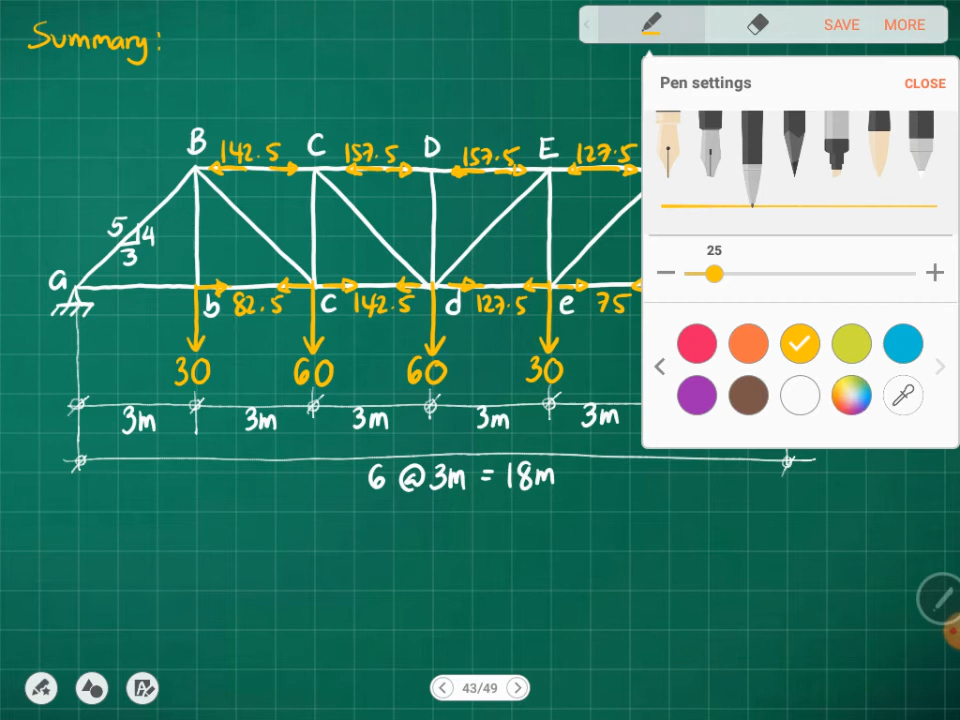 SAVE MORE
Summary:
Pen settings CLOSE
B 142.5 C 157.5 D 157.5 E 127.5
5 4
3
25
a b 82.5 c 142.5 d 127.5 e 75
30 60 60 30
3m 3m 3m 3m 3m
6 @ 3m = 18m
43/49